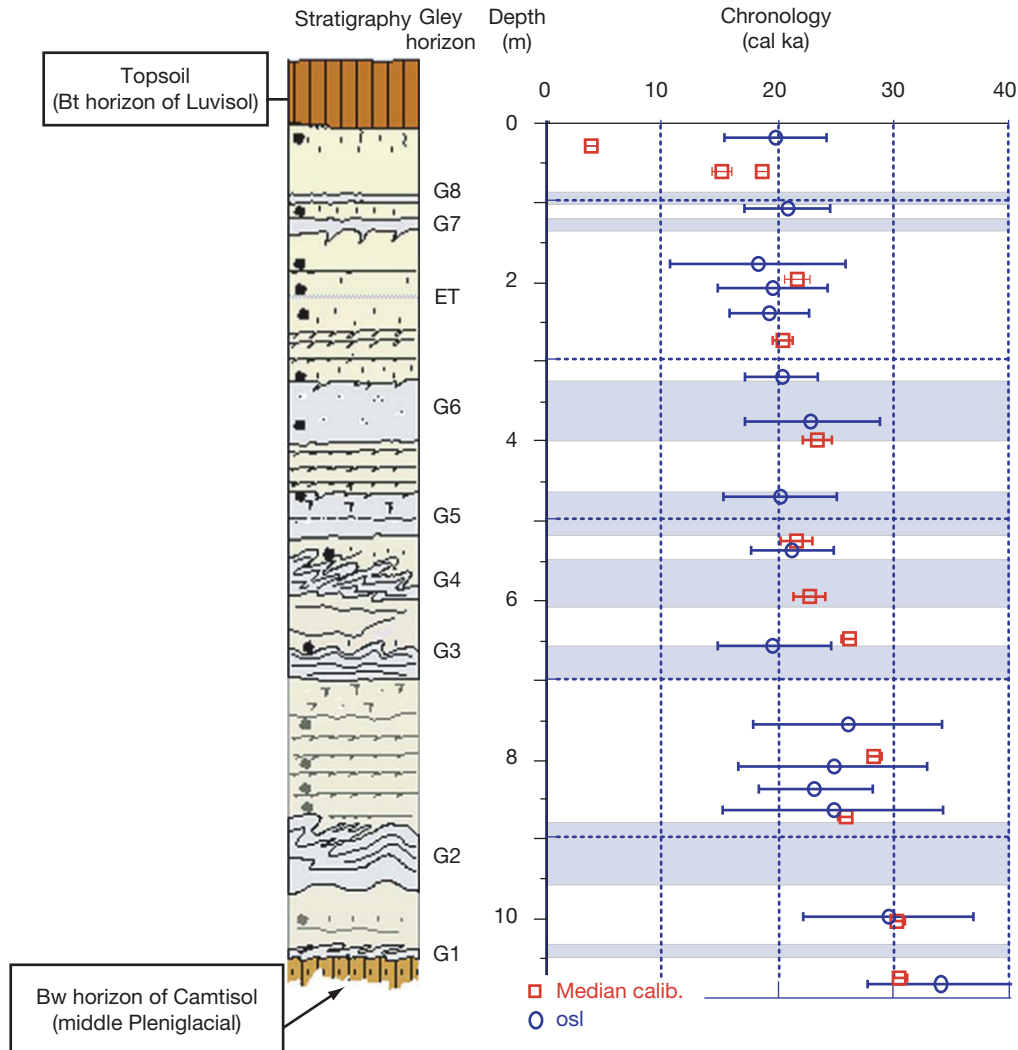 Stratigraphy
Gley
horizon
Depth
(m)
Chronology
(cal ka)
Topsoil
(Bt horizon of Luvisol)
0
10
20
30
40
0
G8
G7
2
ET
G6
4
G5
G4
6
G3
8
G2
10
G1
Bw horizon of Camtisol
(middle Pleniglacial)
Median calib.
osl